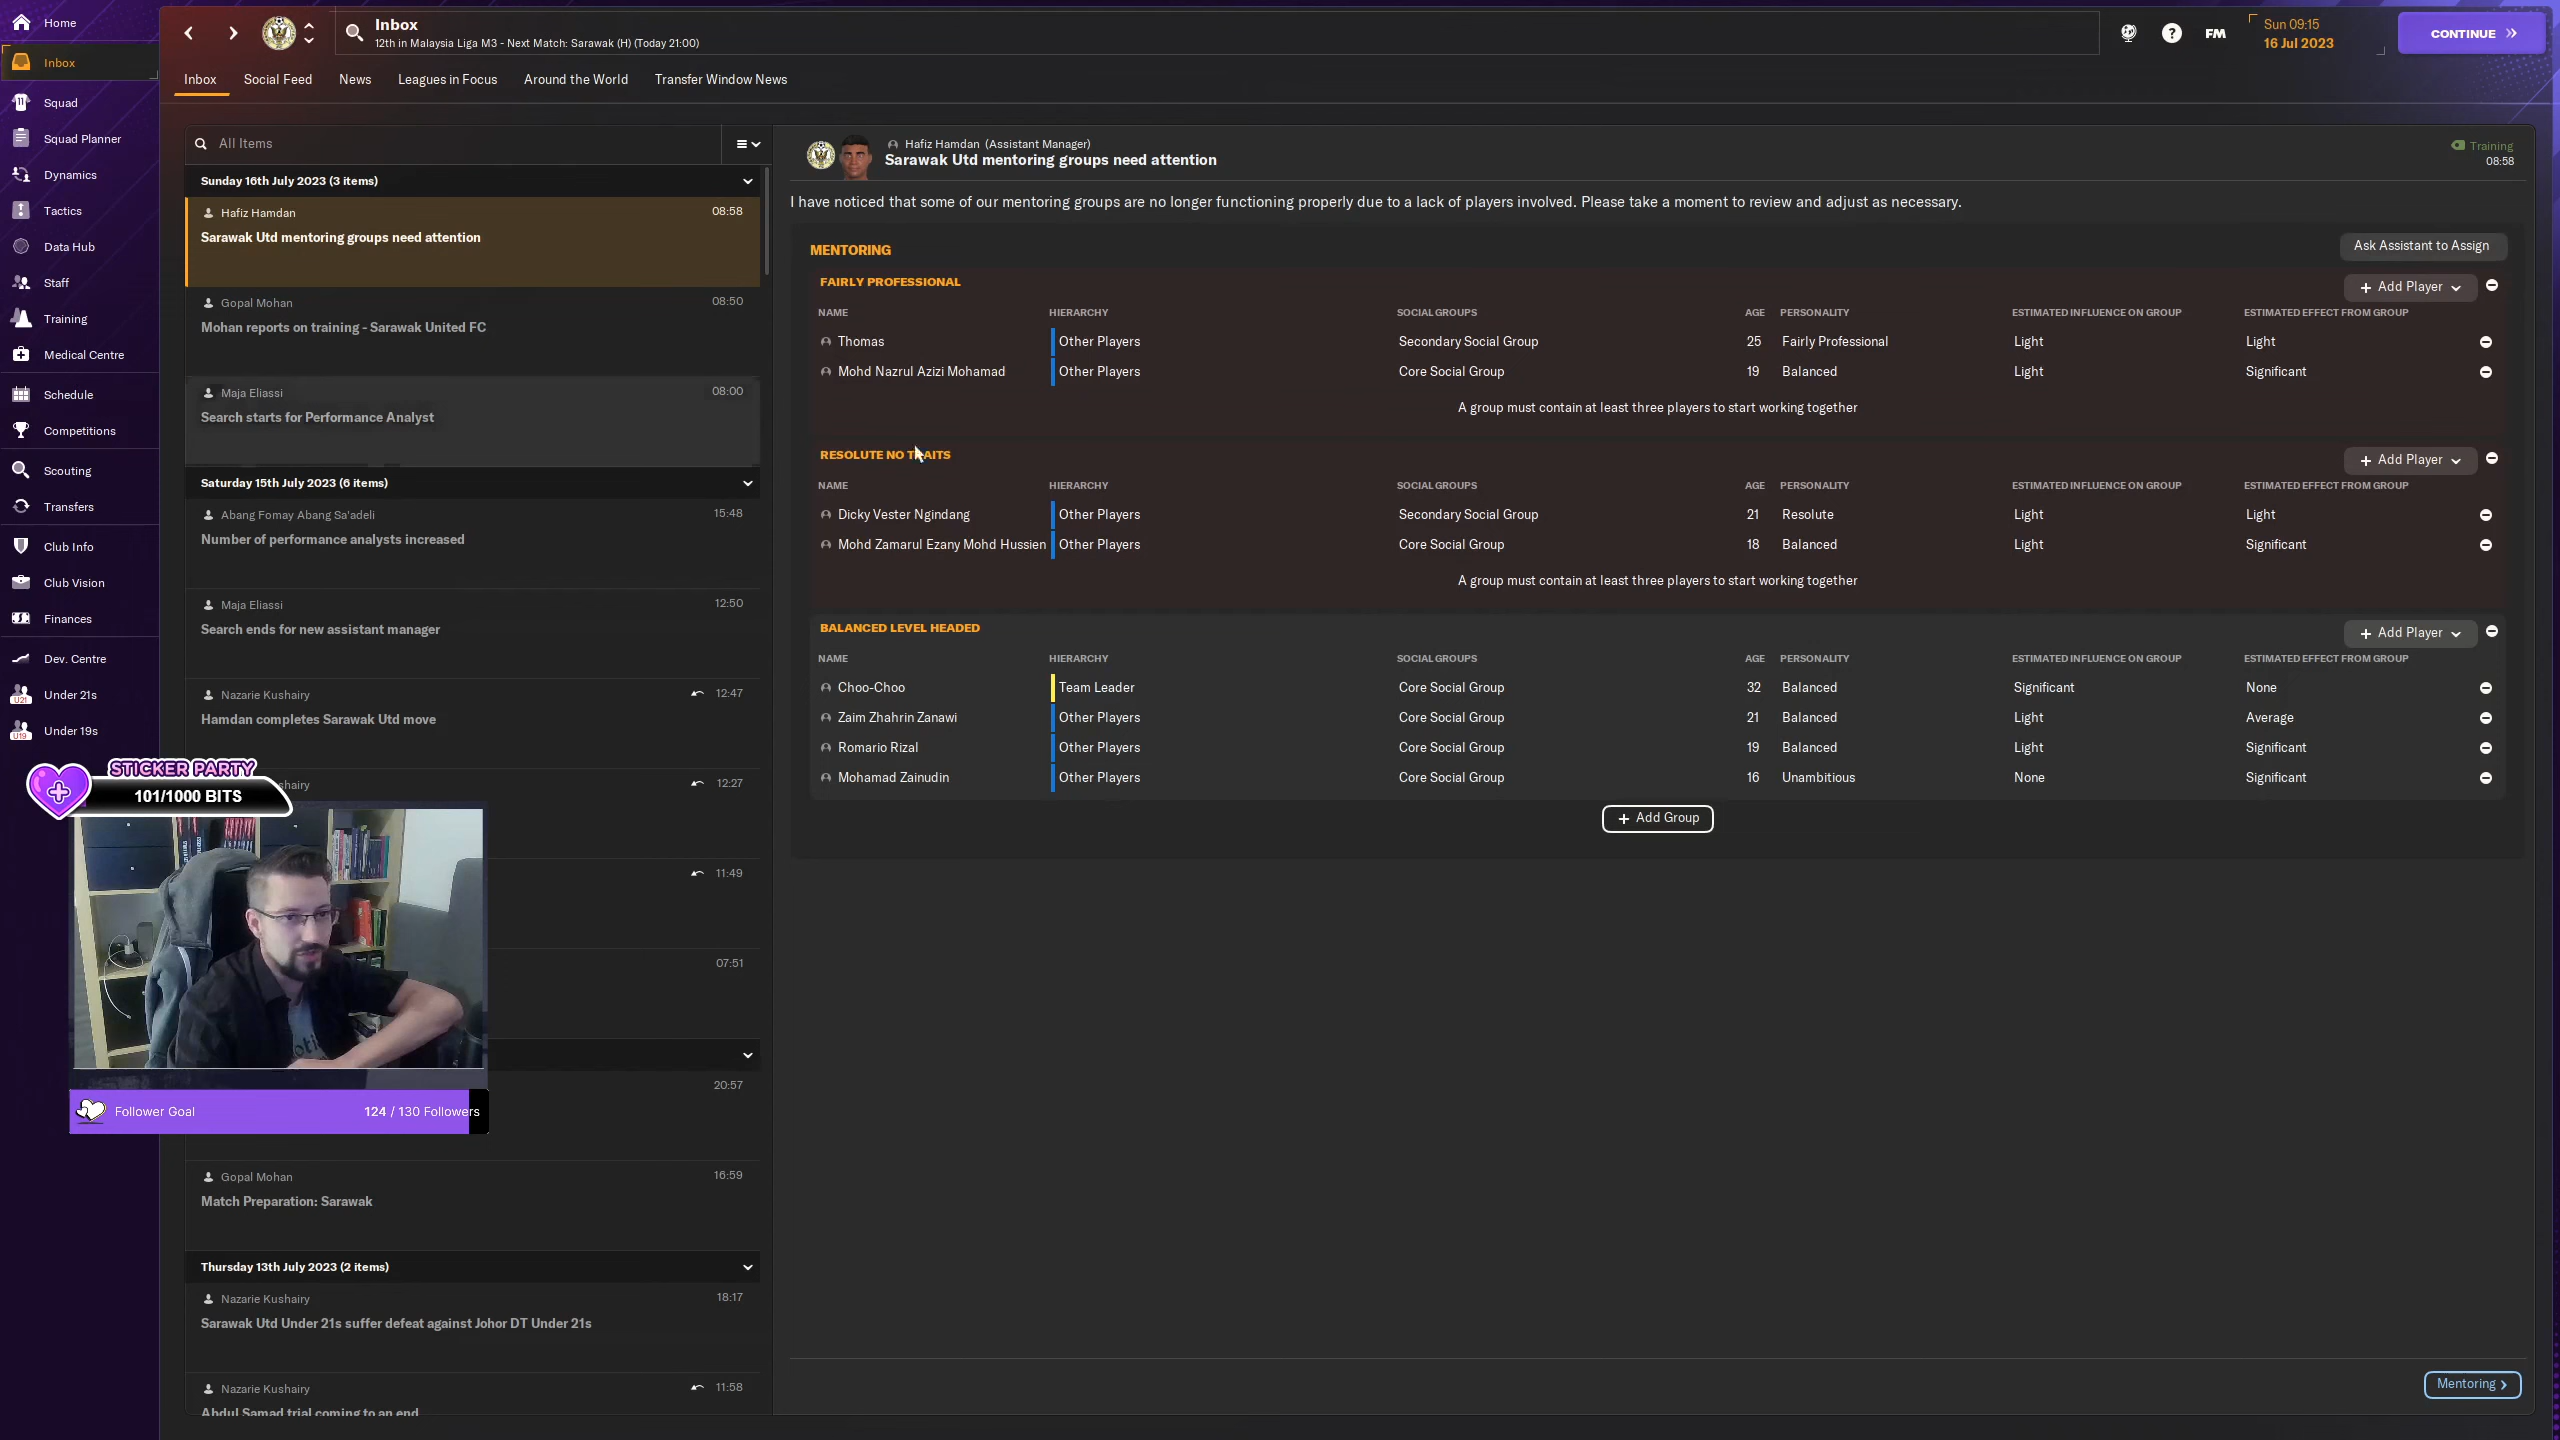 Home
Inbox
Squad
Squad Planner
Dynamics
Tactics
Data Hub
Staff
Training
Medical Centre
Schedule
Competitions
Scouting
Transfers
Club Info
Club Vision
Finances
Dev. Centre
U21
Under 21s
U19
Under 19s
Inbox
12th in Malaysia Liga M3 - Next Match: Sarawak (H) (Today 21:00)
FM
Sun 09:15
16 Jul 2023
CONTINUE
Inbox
Social Feed
News
Leagues in Focus
Around the World
Transfer Window News
All Items
Sunday 16th July 2023 (3 items)
Hafiz Hamdan
08:58
Sarawak Utd mentoring groups need attention
Gopal Mohan
08:50
Mohan reports on training - Sarawak United FC
Maja Eliassi
08:00
Search starts for Performance Analyst
Saturday 15th July 2023 (6 items)
Abang Fomay Abang Sa'adeli
15:48
Number of performance analysts increased
Maja Eliassi
12:50
Search ends for new assistant manager
Nazarie Kushairy
12:47
Hamdan completes Sarawak Utd move
shairy
12:27
11:49
07:51
20:57
Gopal Mohan
16:59
Match Preparation: Sarawak
Thursday 13th July 2023 (2 items)
Nazarie Kushairy
18:17
Sarawak Utd Under 21s suffer defeat against Johor DT Under 21s
Nazarie Kushairy
11:58
Abdul Samad trial coming to an end
STICKER PARTY
101/1000 BITS
Follower Goal
124 / 130 Followers
Hafiz Hamdan (Assistant Manager)
Sarawak Utd mentoring groups need attention
Training
08:58
I have noticed that some of our mentoring groups are no longer functioning properly due to a lack of players involved. Please take a moment to review and adjust as necessary.
MENTORING
Ask Assistant to Assign
FAIRLY PROFESSIONAL
Add Player
NAME HIERARCHY SOCIAL GROUPS AGE PERSONALITY ESTIMATED INFLUENCE ON GROUP ESTIMATED EFFECT FROM GROUP
Thomas Other Players Secondary Social Group 25 Fairly Professional Light Light
Mohd Nazrul Azizi Mohamad Other Players Core Social Group 19 Balanced Light Significant
A group must contain at least three players to start working together
RESOLUTE NO TRAITS
Add Player
NAME HIERARCHY SOCIAL GROUPS AGE PERSONALITY ESTIMATED INFLUENCE ON GROUP ESTIMATED EFFECT FROM GROUP
Dicky Vester Ngindang Other Players Secondary Social Group 21 Resolute Light Light
Mohd Zamarul Ezany Mohd Hussien Other Players Core Social Group 18 Balanced Light Significant
A group must contain at least three players to start working together
BALANCED LEVEL HEADED
Add Player
NAME HIERARCHY SOCIAL GROUPS AGE PERSONALITY ESTIMATED INFLUENCE ON GROUP ESTIMATED EFFECT FROM GROUP
Choo-Choo Team Leader Core Social Group 32 Balanced Significant None
Zaim Zhahrin Zanawi Other Players Core Social Group 21 Balanced Light Average
Romario Rizal Other Players Core Social Group 19 Balanced Light Significant
Mohamad Zainudin Other Players Core Social Group 16 Unambitious None Significant
Add Group
Mentoring